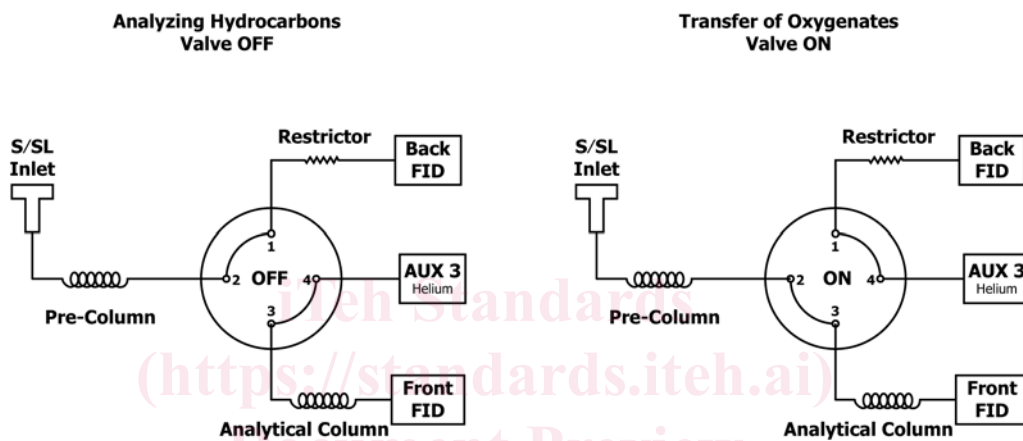 Analyzing Hydrocarbons
Valve OFF
S/SL
Inlet
Pre-Column
Restrictor
Back
FID
1
2
OFF
4
3
AUX 3
Helium
Analytical Column
Front
FID
Transfer of Oxygenates
Valve ON
S/SL
Inlet
Pre-Column
Restrictor
Back
FID
1
2
ON
4
3
AUX 3
Helium
Analytical Column
Front
FID
iTeh Standards
(https://standards.iteh.ai)
Document Preview